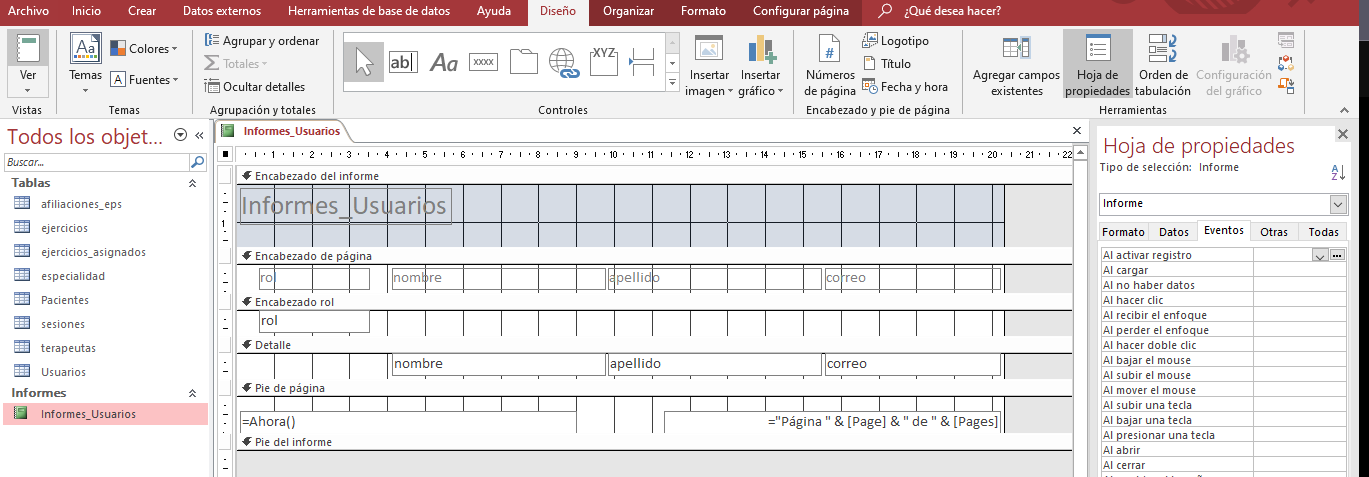 Archivo Inicio Crear Datos externos Herramientas de base de datos Ayuda Diseño Organizar Formato Configurar página ¿Qué desea hacer?
Ver
Vistas
Temas
Colores
Fuentes
Temas
Agrupar y ordenar
Totales
Ocultar detalles
Agrupación y totales
ab|
Aa
xxxx
XYZ
Controles
Insertar imagen
Insertar gráfico
Números de página
Logotipo
Título
Fecha y hora
Encabezado y pie de página
Agregar campos existentes
Hoja de propiedades
Orden de tabulación
Configuración del gráfico
Herramientas
Todos los objet...
Buscar...
Tablas
afiliaciones_eps
ejercicios
ejercicios_asignados
especialidad
Pacientes
sesiones
terapeutas
Usuarios
Informes
Informes_Usuarios
Informes_Usuarios
1 2 3 4 5 6 7 8 9 10 11 12 13 14 15 16 17 18 19 20 21 22
Encabezado del informe
1
Informes_Usuarios
Encabezado de página
rol nombre apellido correo
Encabezado rol
rol
Detalle
nombre apellido correo
Pie de página
=Ahora() ="Página " & [Page] & " de " & [Pages]
Pie del informe
Hoja de propiedades
Tipo de selección: Informe
Informe
Formato Datos Eventos Otras Todas
Al activar registro
Al cargar
Al no haber datos
Al hacer clic
Al recibir el enfoque
Al perder el enfoque
Al hacer doble clic
Al bajar el mouse
Al subir el mouse
Al mover el mouse
Al subir una tecla
Al bajar una tecla
Al presionar una tecla
Al abrir
Al cerrar